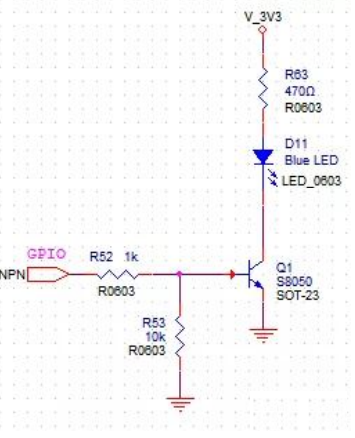 V_3V3
R63
470Ω
R0603
D11
Blue LED
LED_0603
GPIO
NPN
R52 1k
R0603
Q1
S8050
SOT-23
R53
10k
R0603